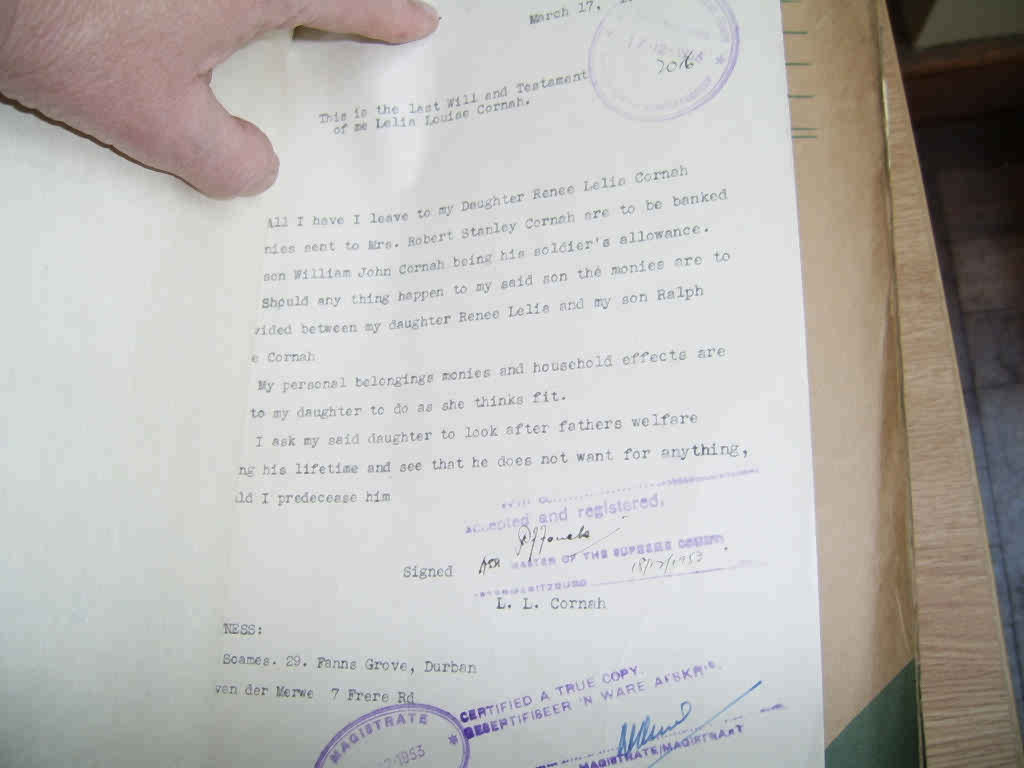 March 17,
17·12·
2016
This is the last Will and Testament
of me Lelia Louise Cornah.
All I have I leave to my Daughter Renee Lelia Cornah
nies sent to Mrs. Robert Stanley Cornah are to be banked
son William John Cornah being his soldier's allowance.
Should any thing happen to my said son the monies are to
vided between my daughter Renee Lelia and my son Ralph
e Cornah
My personal belongings monies and household effects are
to my daughter to do as she thinks fit.
I ask my said daughter to look after fathers welfare
ng his lifetime and see that he does not want for anything,
ld I predecease him
accepted and registered.
Signed
MASTER OF THE SUPREME COURT
18/12/1953
L. L. Cornah
NESS:
Soames. 29. Fanns Grove, Durban
van der Merwe 7 Frere Rd
CERTIFIED A TRUE COPY.
GESERTIFISEER 'N WARE AFSKRIF.
MAGISTRATE
1953
MAGISTRATE/MAGISTRAAT